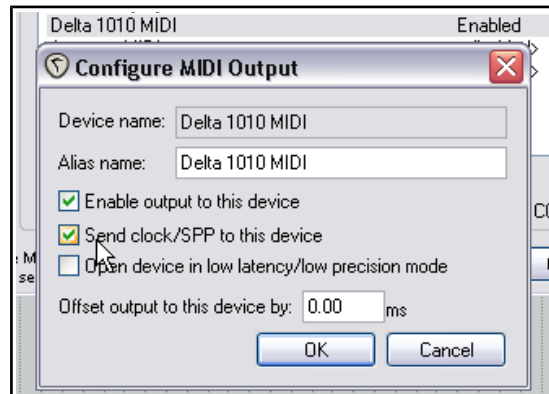 Delta 1010 MIDI Enabled
Configure MIDI Output
Device name: Delta 1010 MIDI
Alias name: Delta 1010 MIDI
Enable output to this device
Send clock/SPP to this device
Open device in low latency/low precision mode
Offset output to this device by: 0.00 ms
OK Cancel